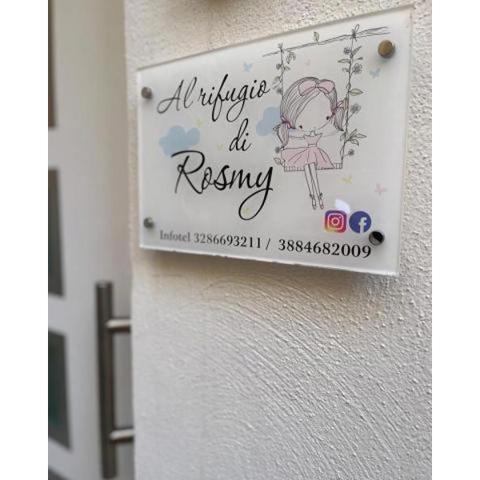 Al rifugio
di
Rosmy
Infotel 3286693211 / 3884682009